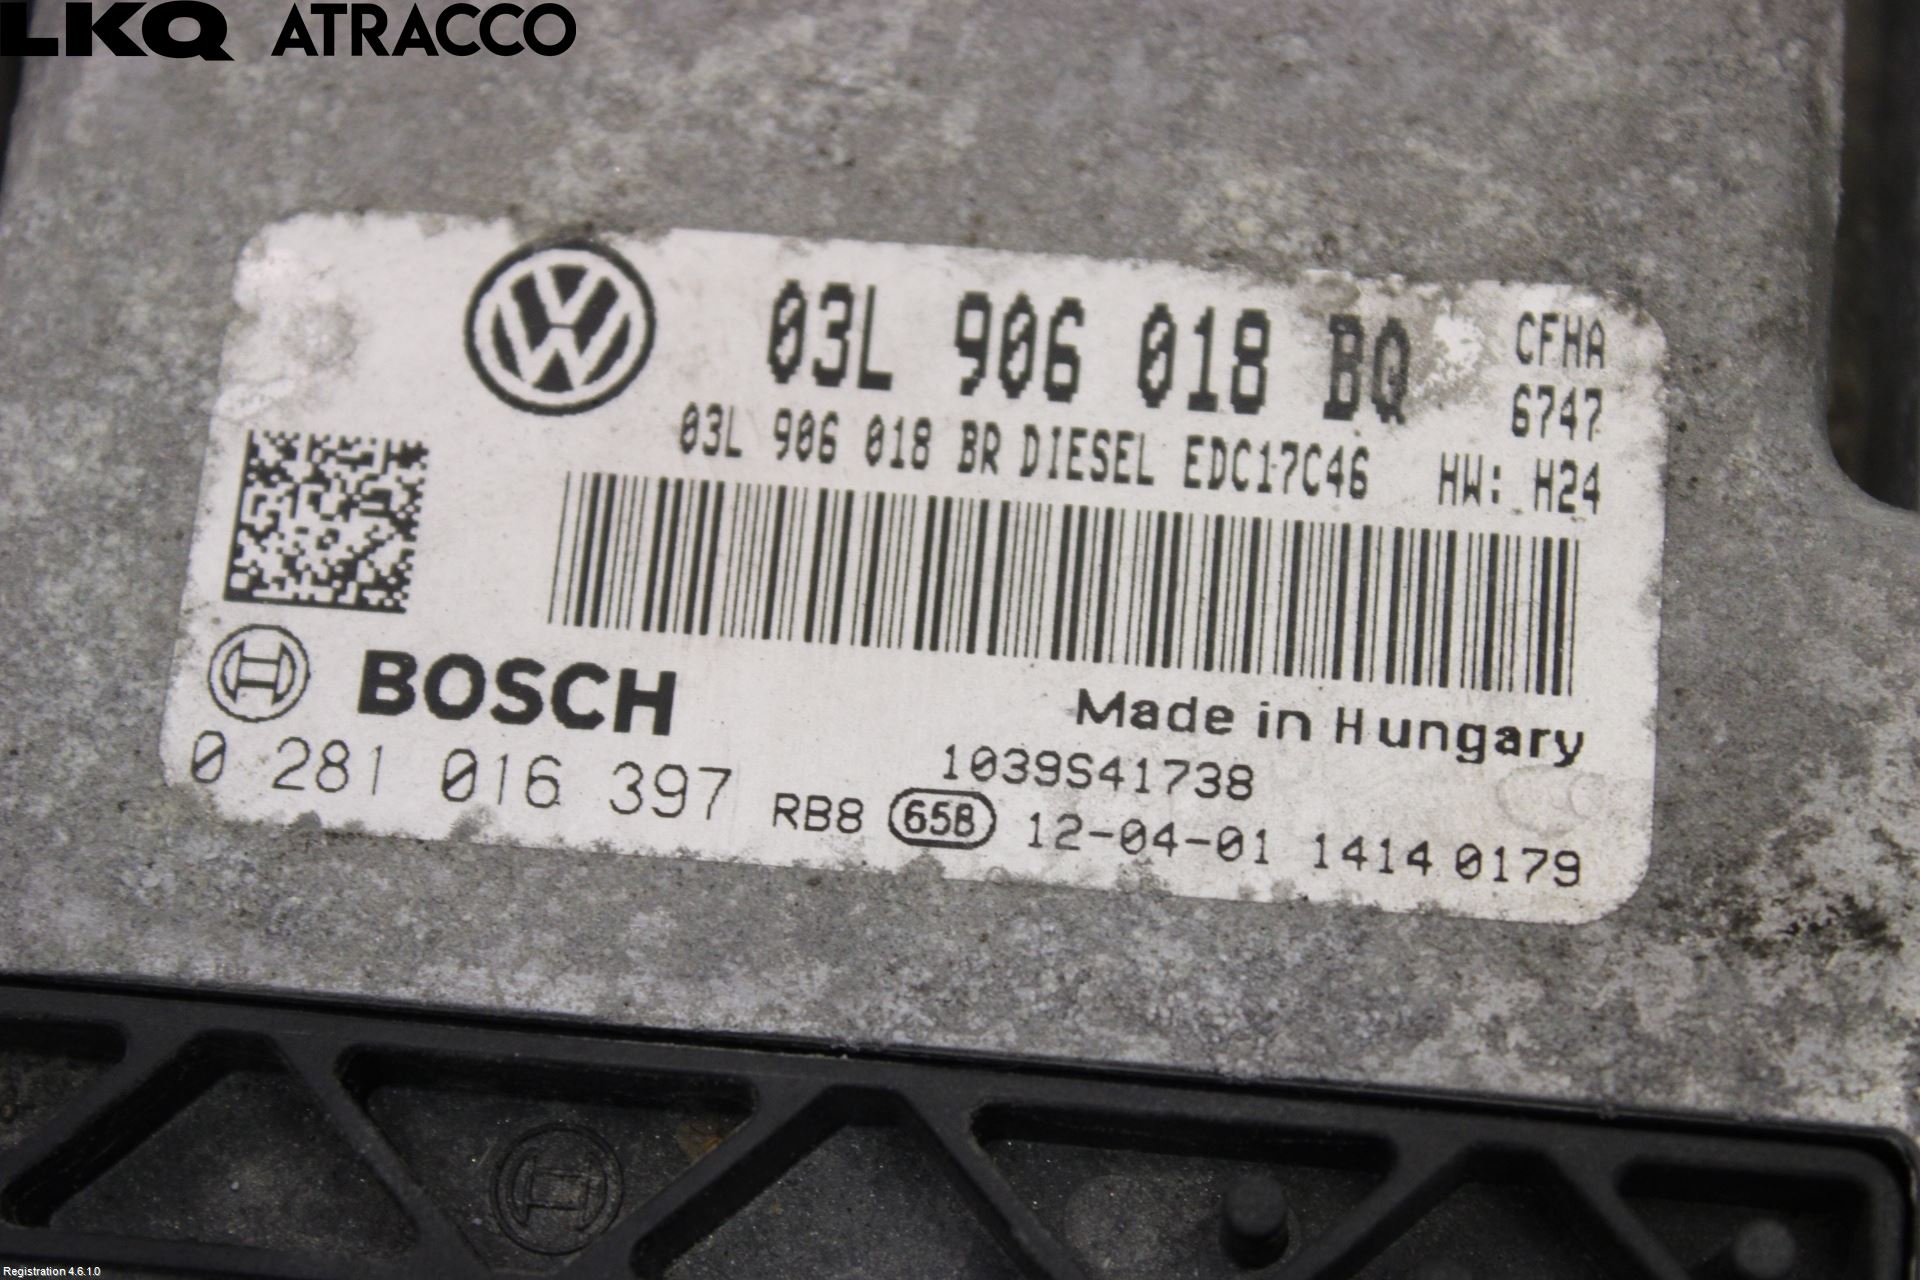 LKQ ATRACCO
03L 906 018 BQ CFHA
6747
03L 906 018 BR DIESEL EDC17C46 HW: H24
BOSCH
Made in Hungary
0 281 016 397
1039S41738
RB8 65B 12-04-01 1414 0179
Registration 4.6.1.0